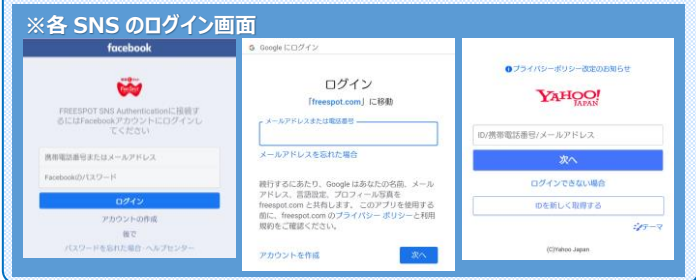 ※各 SNS のログイン画面
facebook
FREESPOT SNS Authenticationに接続す
るにはFacebookアカウントにログインし
てください
携帯電話番号またはメールアドレス
Facebookのパスワード
ログイン
アカウントの作成
後で
パスワードを忘れた場合·ヘルプセンター
G Google にログイン
ログイン
「freespot.com」に移動
メールアドレスまたは電話番号
メールアドレスを忘れた場合
続行するにあたり、Google はあなたの名前、メール
アドレス、言語設定、プロフィール写真を
freespot.com と共有します。このアプリを使用する
前に、freespot.com のプライバシー ポリシーと利用
規約をご確認ください。
アカウントを作成
次へ
プライバシーポリシー改定のお知らせ
YAHOO!
JAPAN
ID/携帯電話番号/メールアドレス
次へ
ログインできない場合
IDを新しく取得する
テーマ
(C)Yahoo Japan